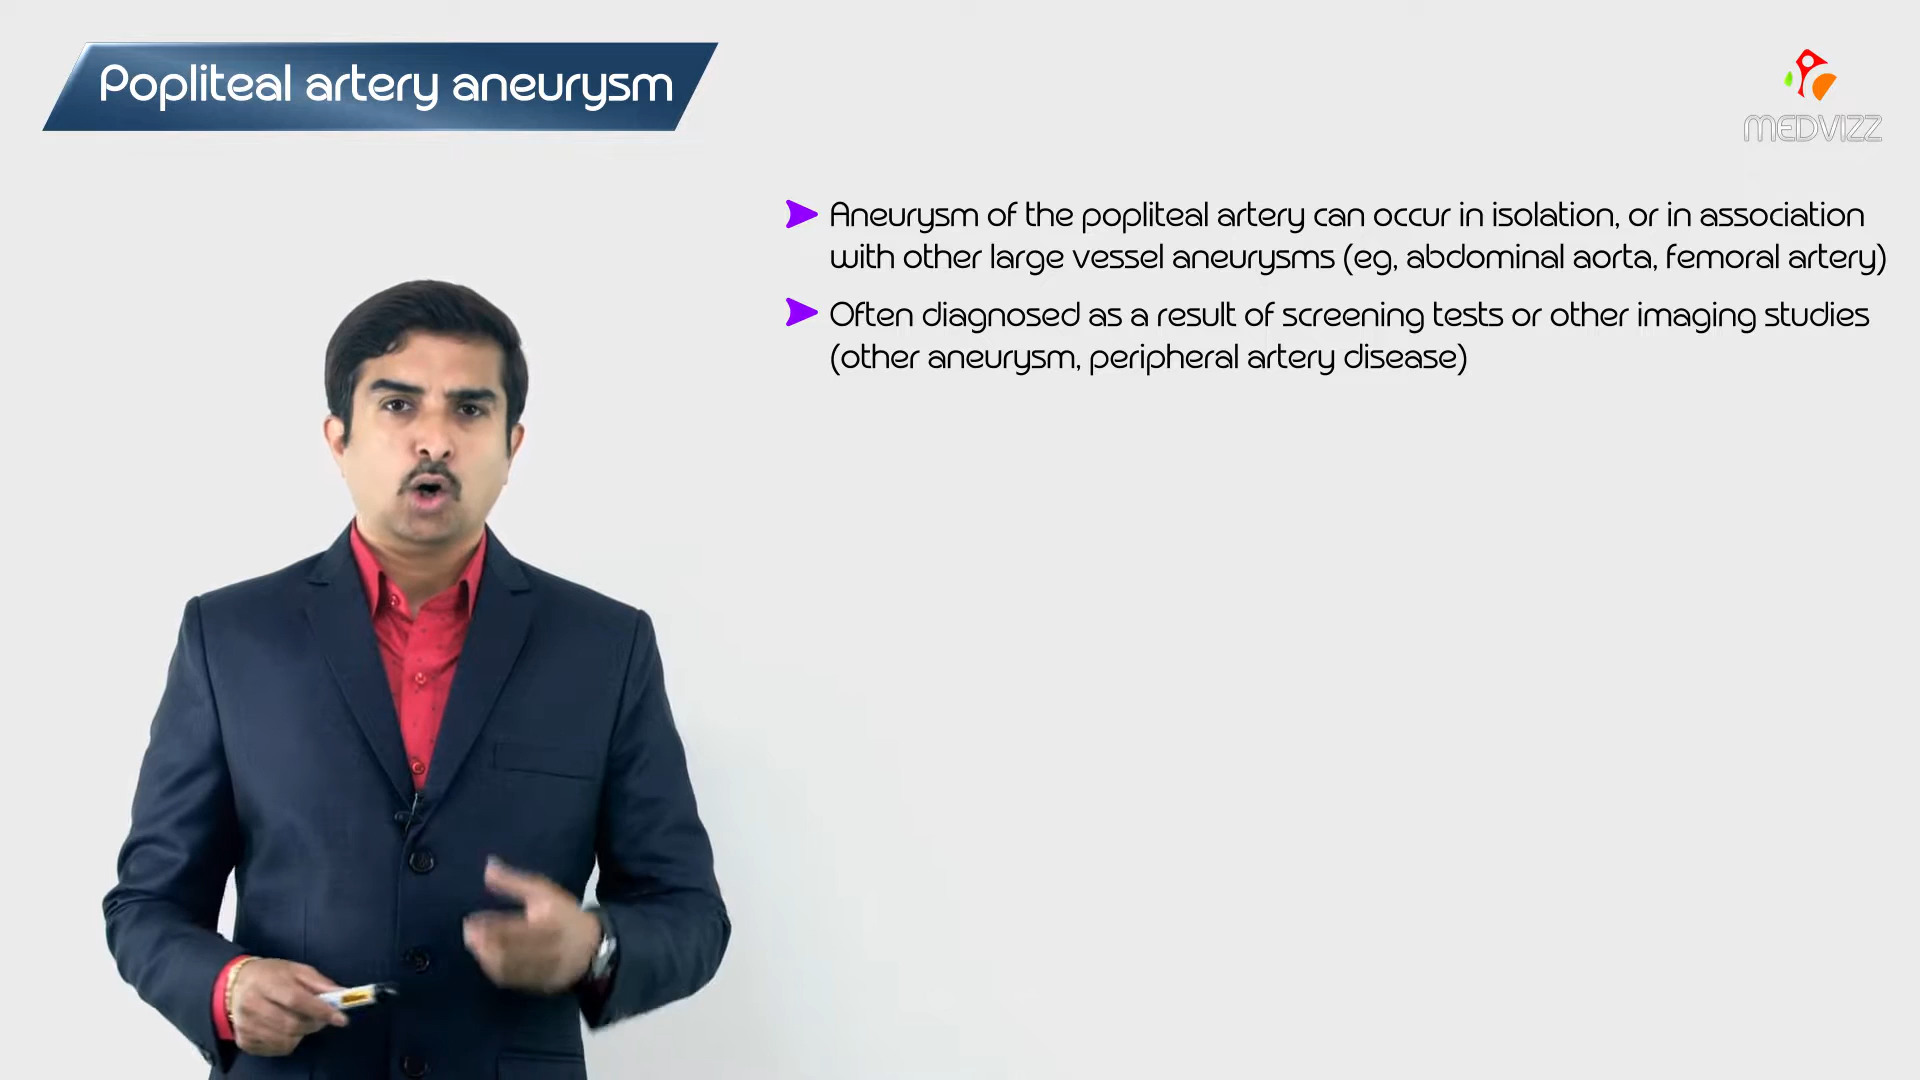 Popliteal artery aneurysm
MEDVIZZ
Aneurysm of the popliteal artery can occur in isolation, or in association
with other large vessel aneurysms (eg, abdominal aorta, femoral artery)
Often diagnosed as a result of screening tests or other imaging studies
(other aneurysm, peripheral artery disease)